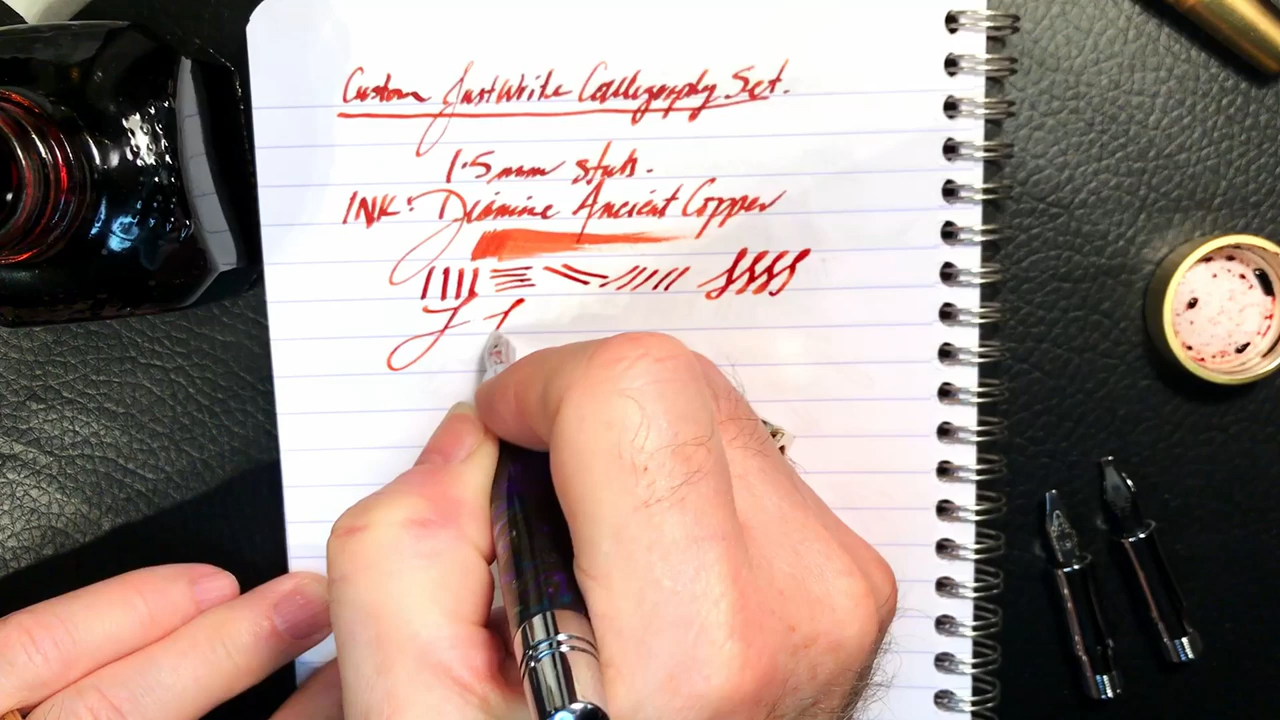 Custom JustWrite Calligraphy Set.
1.5mm stub.
INK: Diamine Ancient Copper